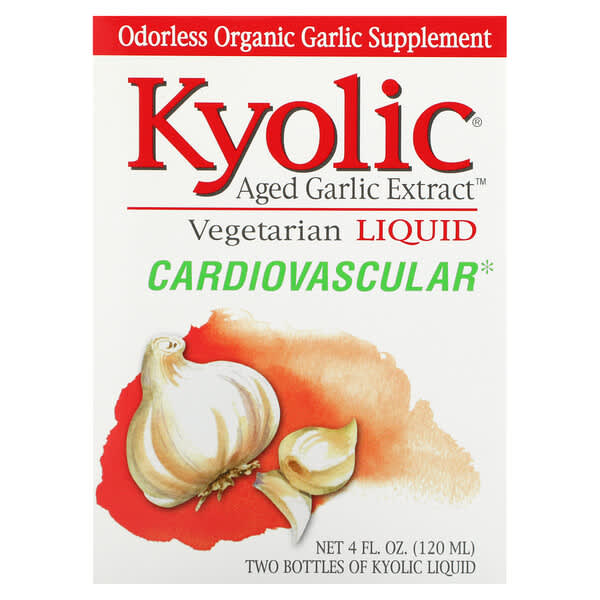 Odorless Organic Garlic Supplement
Kyolic®
Aged Garlic Extract™
Vegetarian LIQUID
CARDIOVASCULAR*
NET 4 FL. OZ. (120 ML)
TWO BOTTLES OF KYOLIC LIQUID